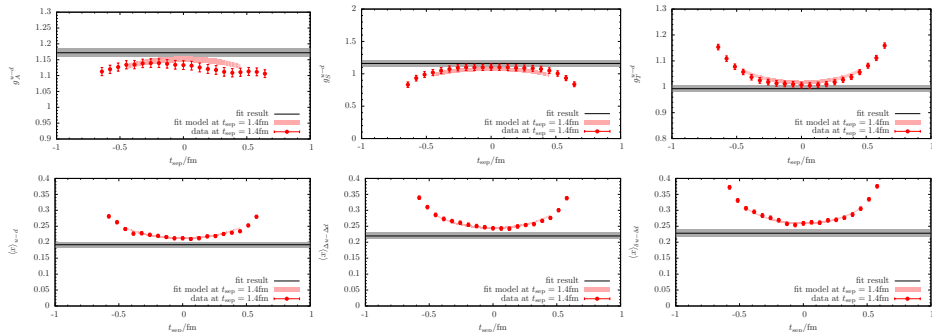 1.3
1.25
1.2
1.15
1.1
1.05
1
0.95
0.9
g_A^{u−d}
fit result
fit model at t_sep = 1.4fm
data at t_sep = 1.4fm
-1 -0.5 0 0.5 1
t_sep/fm
2
1.5
1
0.5
0
g_S^{u−d}
fit result
fit model at t_sep = 1.4fm
data at t_sep = 1.4fm
-1 -0.5 0 0.5 1
t_sep/fm
1.3
1.2
1.1
1
0.9
0.8
g_T^{u−d}
fit result
fit model at t_sep = 1.4fm
data at t_sep = 1.4fm
-1 -0.5 0 0.5 1
t_sep/fm
0.4
0.35
0.3
0.25
0.2
0.15
0.1
0.05
0
⟨x⟩_{u−d}
fit result
fit model at t_sep = 1.4fm
data at t_sep = 1.4fm
-1 -0.5 0 0.5 1
t_sep/fm
0.4
0.35
0.3
0.25
0.2
0.15
0.1
0.05
0
⟨x⟩_{Δu−Δd}
fit result
fit model at t_sep = 1.4fm
data at t_sep = 1.4fm
-1 -0.5 0 0.5 1
t_sep/fm
0.4
0.35
0.3
0.25
0.2
0.15
0.1
0.05
0
⟨x⟩_{δu−δd}
fit result
fit model at t_sep = 1.4fm
data at t_sep = 1.4fm
-1 -0.5 0 0.5 1
t_sep/fm